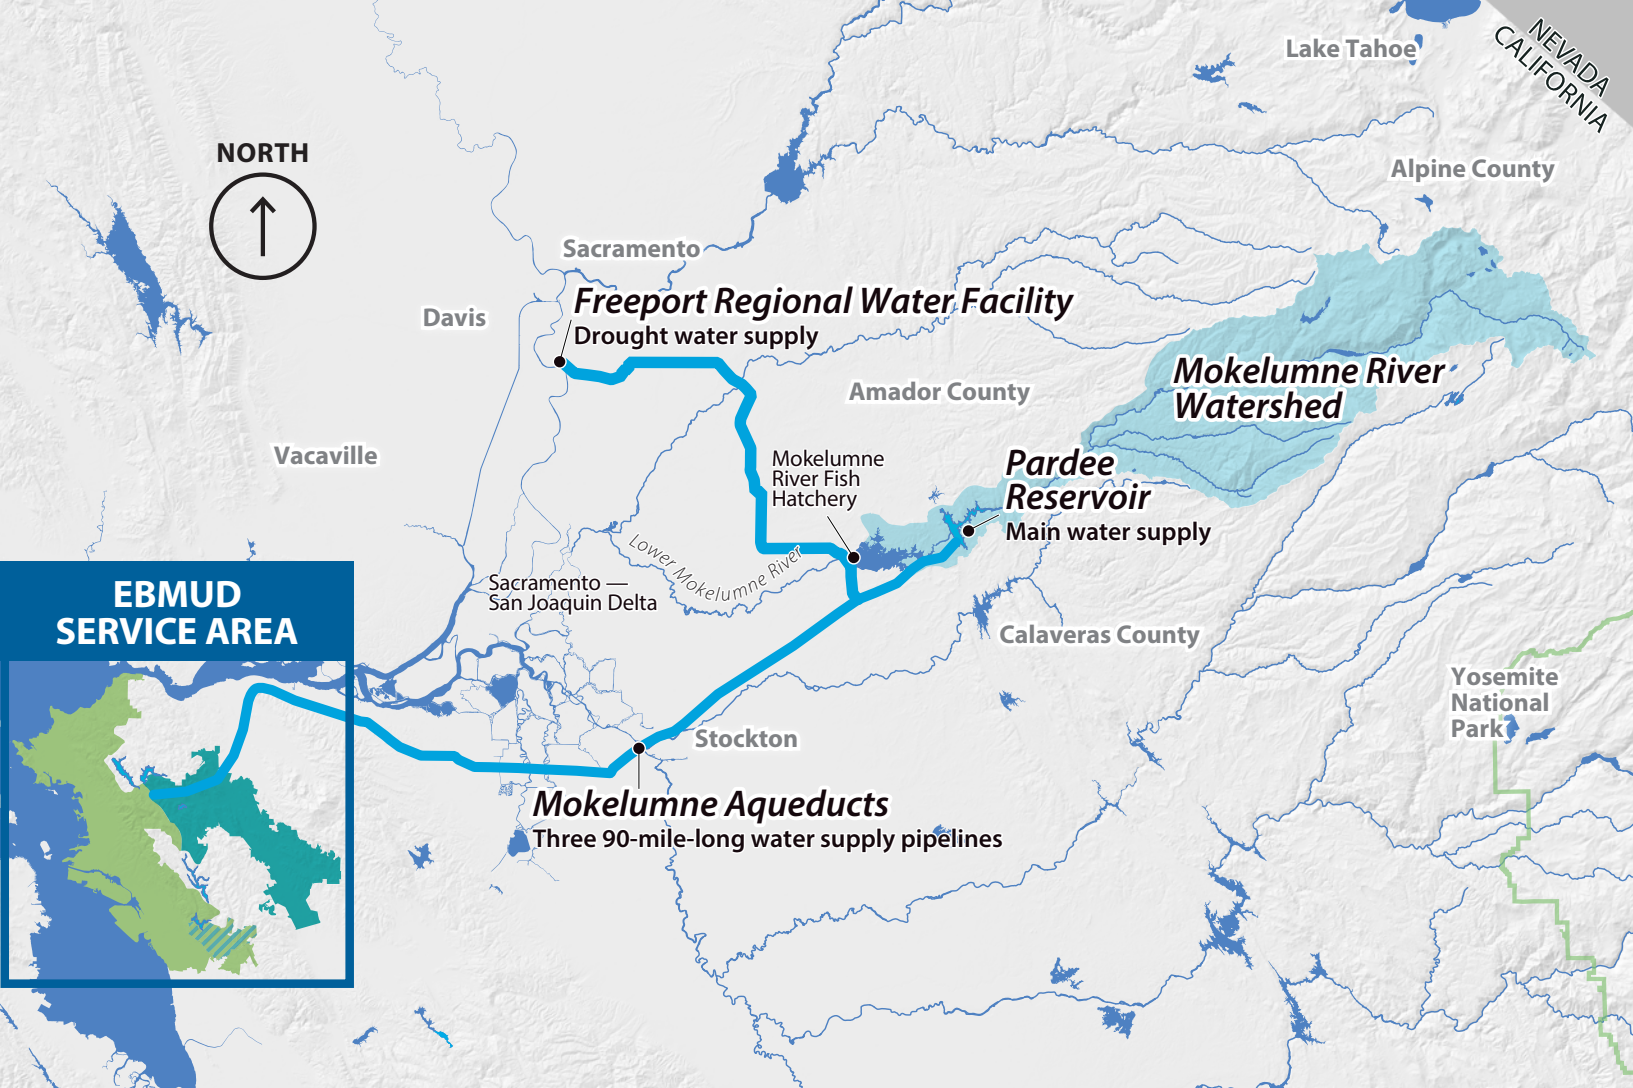 NEVADA
CALIFORNIA
Lake Tahoe
NORTH
Alpine County
Sacramento
Freeport Regional Water Facility
Drought water supply
Davis
Mokelumne River
Watershed
Amador County
Vacaville
Mokelumne
River Fish
Hatchery
Pardee
Reservoir
Main water supply
Lower Mokelumne River
Sacramento —
San Joaquin Delta
EBMUD
SERVICE AREA
Calaveras County
Yosemite
National
Park
Stockton
Mokelumne Aqueducts
Three 90-mile-long water supply pipelines